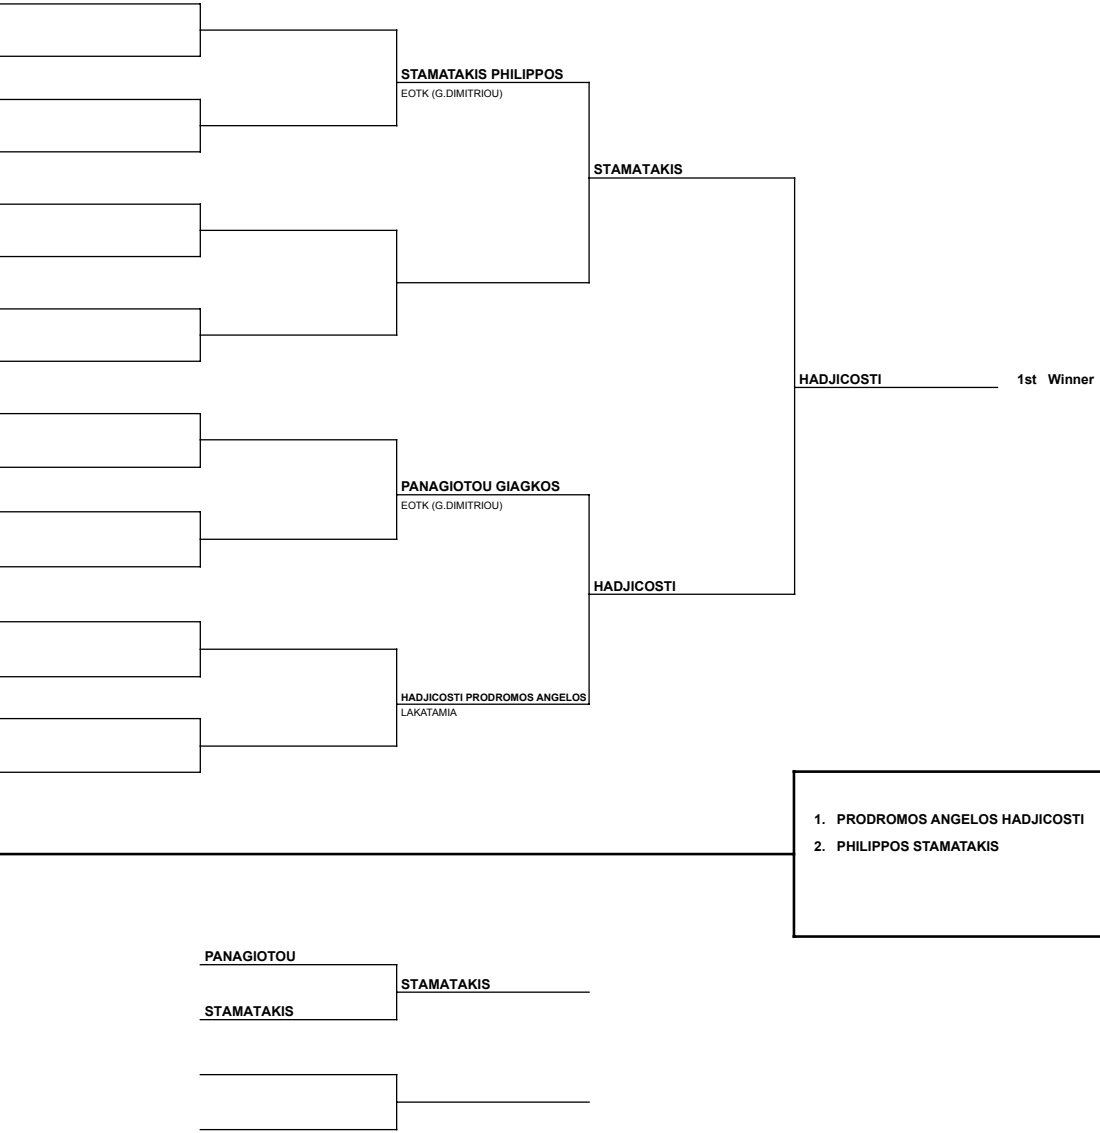 STAMATAKIS PHILIPPOS
EOTK (G.DIMITRIOU)
STAMATAKIS
HADJICOSTI
1st Winner
PANAGIOTOU GIAGKOS
EOTK (G.DIMITRIOU)
HADJICOSTI
HADJICOSTI PRODROMOS ANGELOS
LAKATAMIA
1. PRODROMOS ANGELOS HADJICOSTI
2. PHILIPPOS STAMATAKIS
PANAGIOTOU
STAMATAKIS
STAMATAKIS